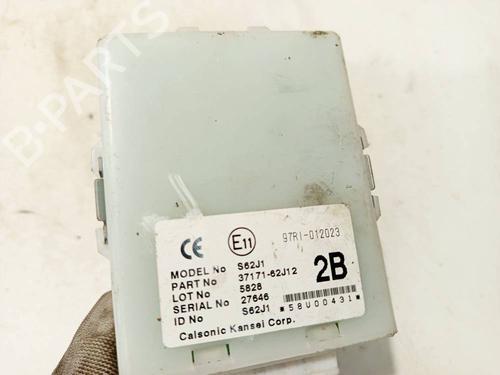 B-PARTS
CE E11 97RI-012023
MODEL No S62J1
PART No 37171-62J12
LOT No 5828
SERIAL No 27646
ID No S62J1
2B
*58U00431*
Calsonic Kansei Corp.